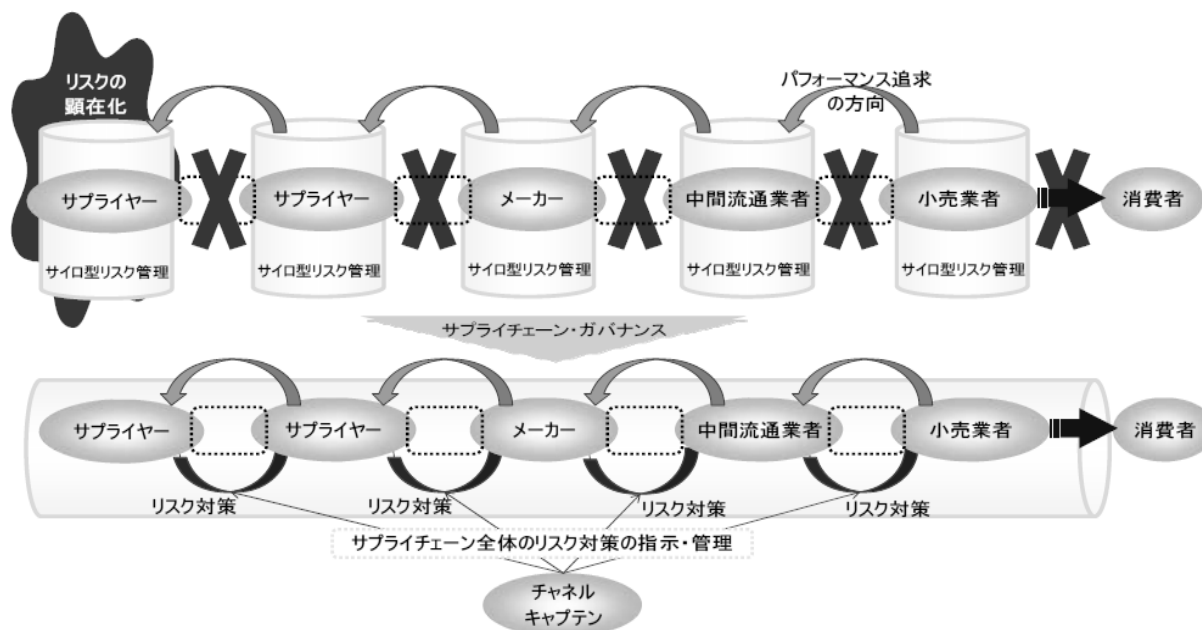 リスクの
顕在化
パフォーマンス追求
の方向
サプライヤー
サプライヤー
メーカー
中間流通業者
小売業者
消費者
サイロ型リスク管理
サイロ型リスク管理
サイロ型リスク管理
サイロ型リスク管理
サイロ型リスク管理
サプライチェーン・ガバナンス
サプライヤー
サプライヤー
メーカー
中間流通業者
小売業者
消費者
リスク対策
リスク対策
リスク対策
リスク対策
サプライチェーン全体のリスク対策の指示・管理
チャネル
キャプテン